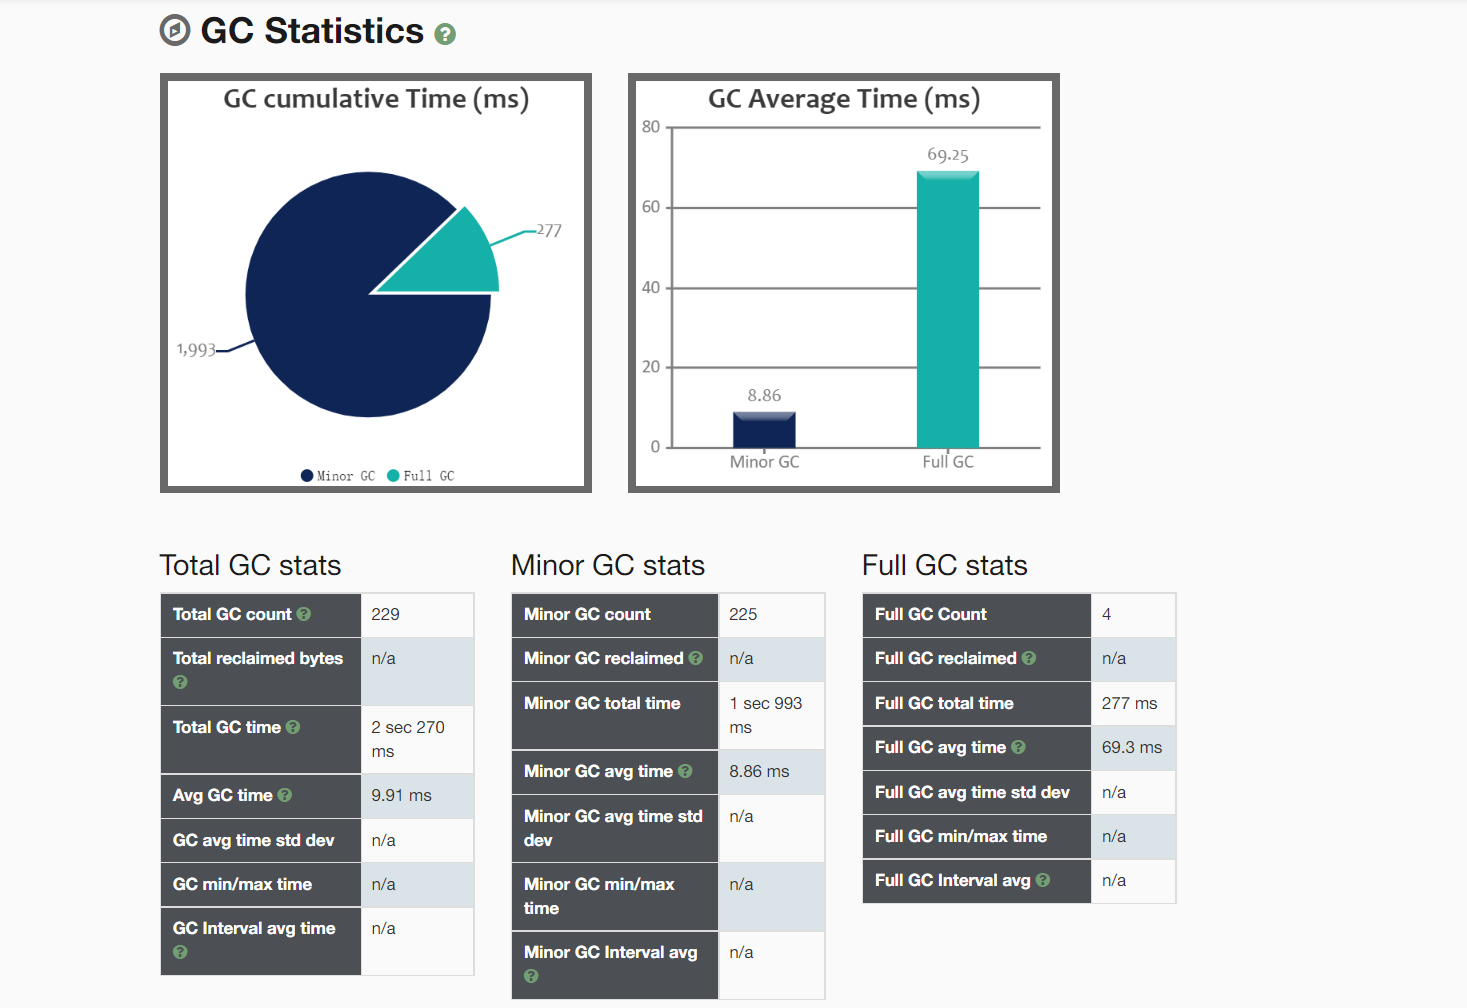 GC Statistics ?
GC cumulative Time (ms)
277
1,993
Minor GC Full GC
GC Average Time (ms)
80
69.25
60
40
20
8.86
0
Minor GC Full GC
Total GC stats
Total GC count ? 229
Total reclaimed bytes n/a
?
Total GC time ? 2 sec 270
ms
Avg GC time ? 9.91 ms
GC avg time std dev n/a
GC min/max time n/a
GC Interval avg time n/a
?
Minor GC stats
Minor GC count 225
Minor GC reclaimed ? n/a
Minor GC total time 1 sec 993
ms
Minor GC avg time ? 8.86 ms
Minor GC avg time std n/a
dev
Minor GC min/max n/a
time
Minor GC Interval avg n/a
?
Full GC stats
Full GC Count 4
Full GC reclaimed ? n/a
Full GC total time 277 ms
Full GC avg time ? 69.3 ms
Full GC avg time std dev n/a
Full GC min/max time n/a
Full GC Interval avg ? n/a